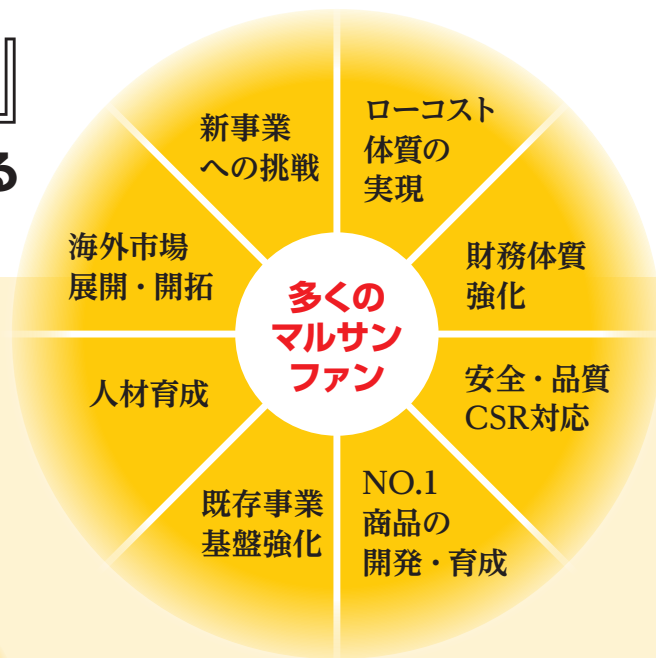 』
る
ローコスト
体質の
実現
財務体質
強化
安全・品質
CSR対応
NO.1
商品の
開発・育成
既存事業
基盤強化
人材育成
海外市場
展開・開拓
新事業
への挑戦
多くの
マルサン
ファン